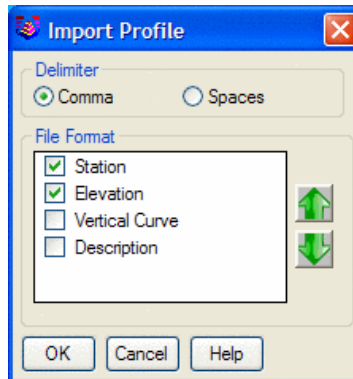 Import Profile
Delimiter
Comma Spaces
File Format
Station
Elevation
Vertical Curve
Description
OK Cancel Help